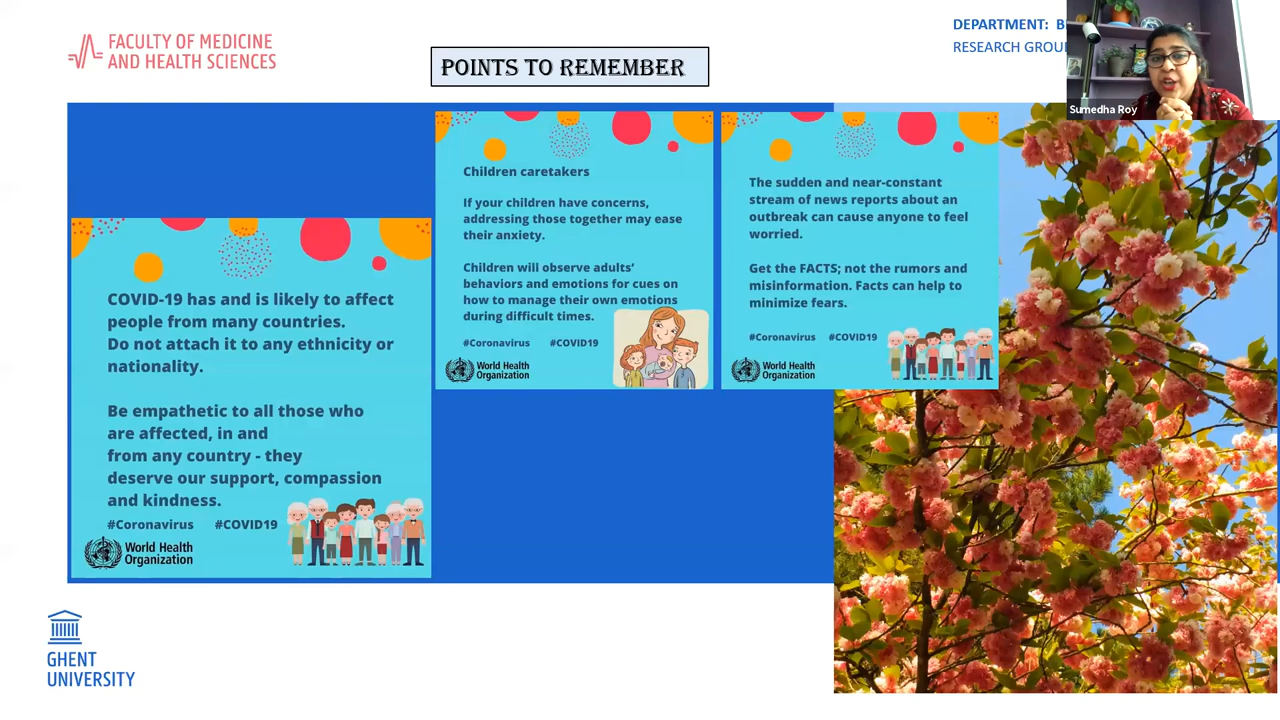 FACULTY OF MEDICINE
AND HEALTH SCIENCES
POINTS TO REMEMBER
DEPARTMENT:
RESEARCH
Sumedha Roy
COVID-19 has and is likely to affect
people from many countries.
Do not attach it to any ethnicity or
nationality.
Be empathetic to all those who
are affected, in and
from any country - they
deserve our support, compassion
and kindness.
#Coronavirus #COVID19
World Health
Organization
Children caretakers
If your children have concerns,
addressing those together may ease
their anxiety.
Children will observe adults’
behaviors and emotions for cues on
how to manage their own emotions
during difficult times.
#Coronavirus #COVID19
World Health
Organization
The sudden and near-constant
stream of news reports about an
outbreak can cause anyone to feel
worried.
Get the FACTS; not the rumors and
misinformation. Facts can help to
minimize fears.
#Coronavirus #COVID19
World Health
Organization
GHENT
UNIVERSITY